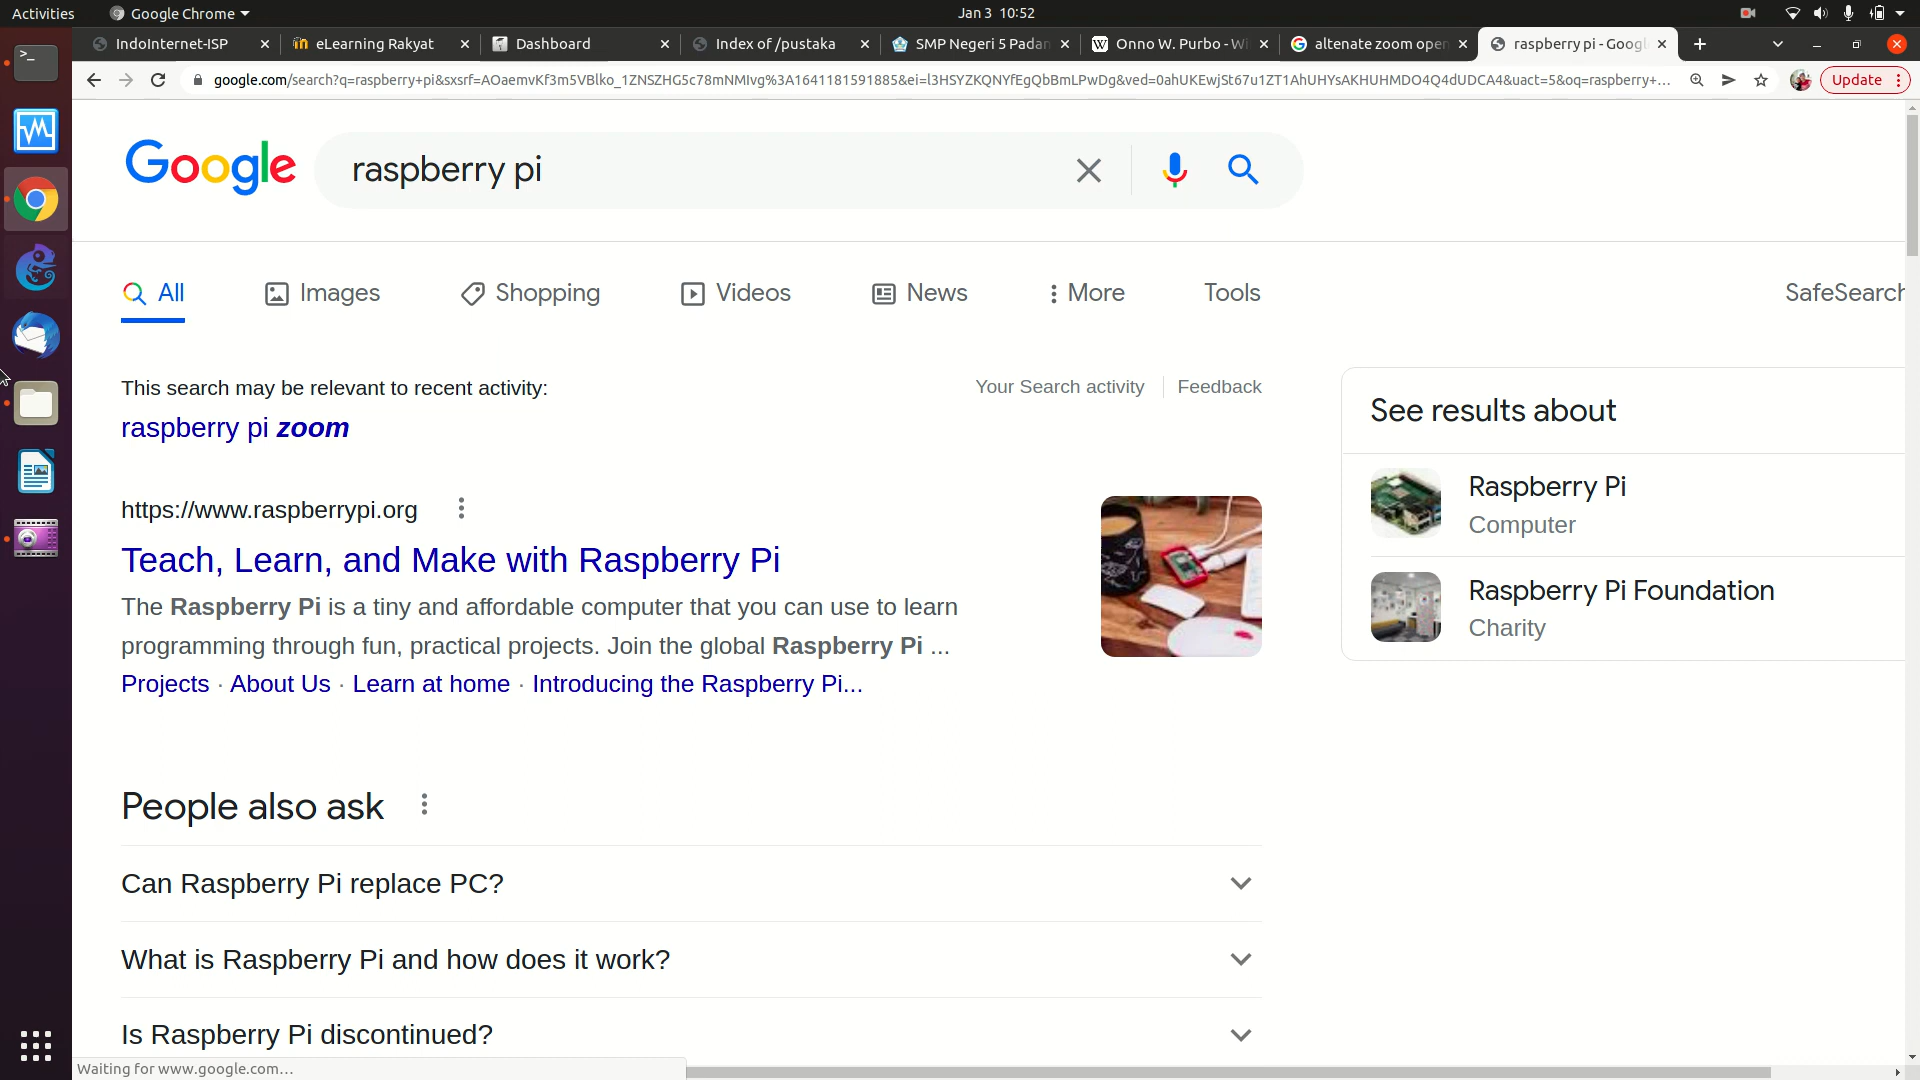 Activities
Google Chrome
Jan 3 10:52
IndoInternet-ISP
eLearning Rakyat
Dashboard
Index of /pustaka
SMP Negeri 5 Padan
Onno W. Purbo - Wi
altenate zoom open
raspberry pi - Googl
google.com/search?q=raspberry+pi&sxsrf=AOaemvKf3m5VBlko_1ZNSZHG5c78mNMIvg%3A1641181591885&ei=l3HSYZKQNYfEgQbBmLPwDg&ved=0ahUKEwjSt67u1ZT1AhUHYsAKHUHMDO4Q4dUDCA4&uact=5&oq=raspberry+...
Update
Google
raspberry pi
All
Images
Shopping
Videos
News
More
Tools
SafeSearch
This search may be relevant to recent activity:
Your Search activity
Feedback
raspberry pi zoom
https://www.raspberrypi.org
Teach, Learn, and Make with Raspberry Pi
The Raspberry Pi is a tiny and affordable computer that you can use to learn
programming through fun, practical projects. Join the global Raspberry Pi ...
Projects · About Us · Learn at home · Introducing the Raspberry Pi...
See results about
Raspberry Pi
Computer
Raspberry Pi Foundation
Charity
People also ask
Can Raspberry Pi replace PC?
What is Raspberry Pi and how does it work?
Is Raspberry Pi discontinued?
Waiting for www.google.com...